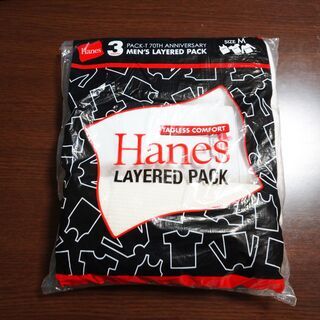 Hanes
3
PACK-T 70TH ANNIVERSARY
MEN'S LAYERED PACK
SIZE M
TAGLESS COMFORT
Hanes
LAYERED PACK